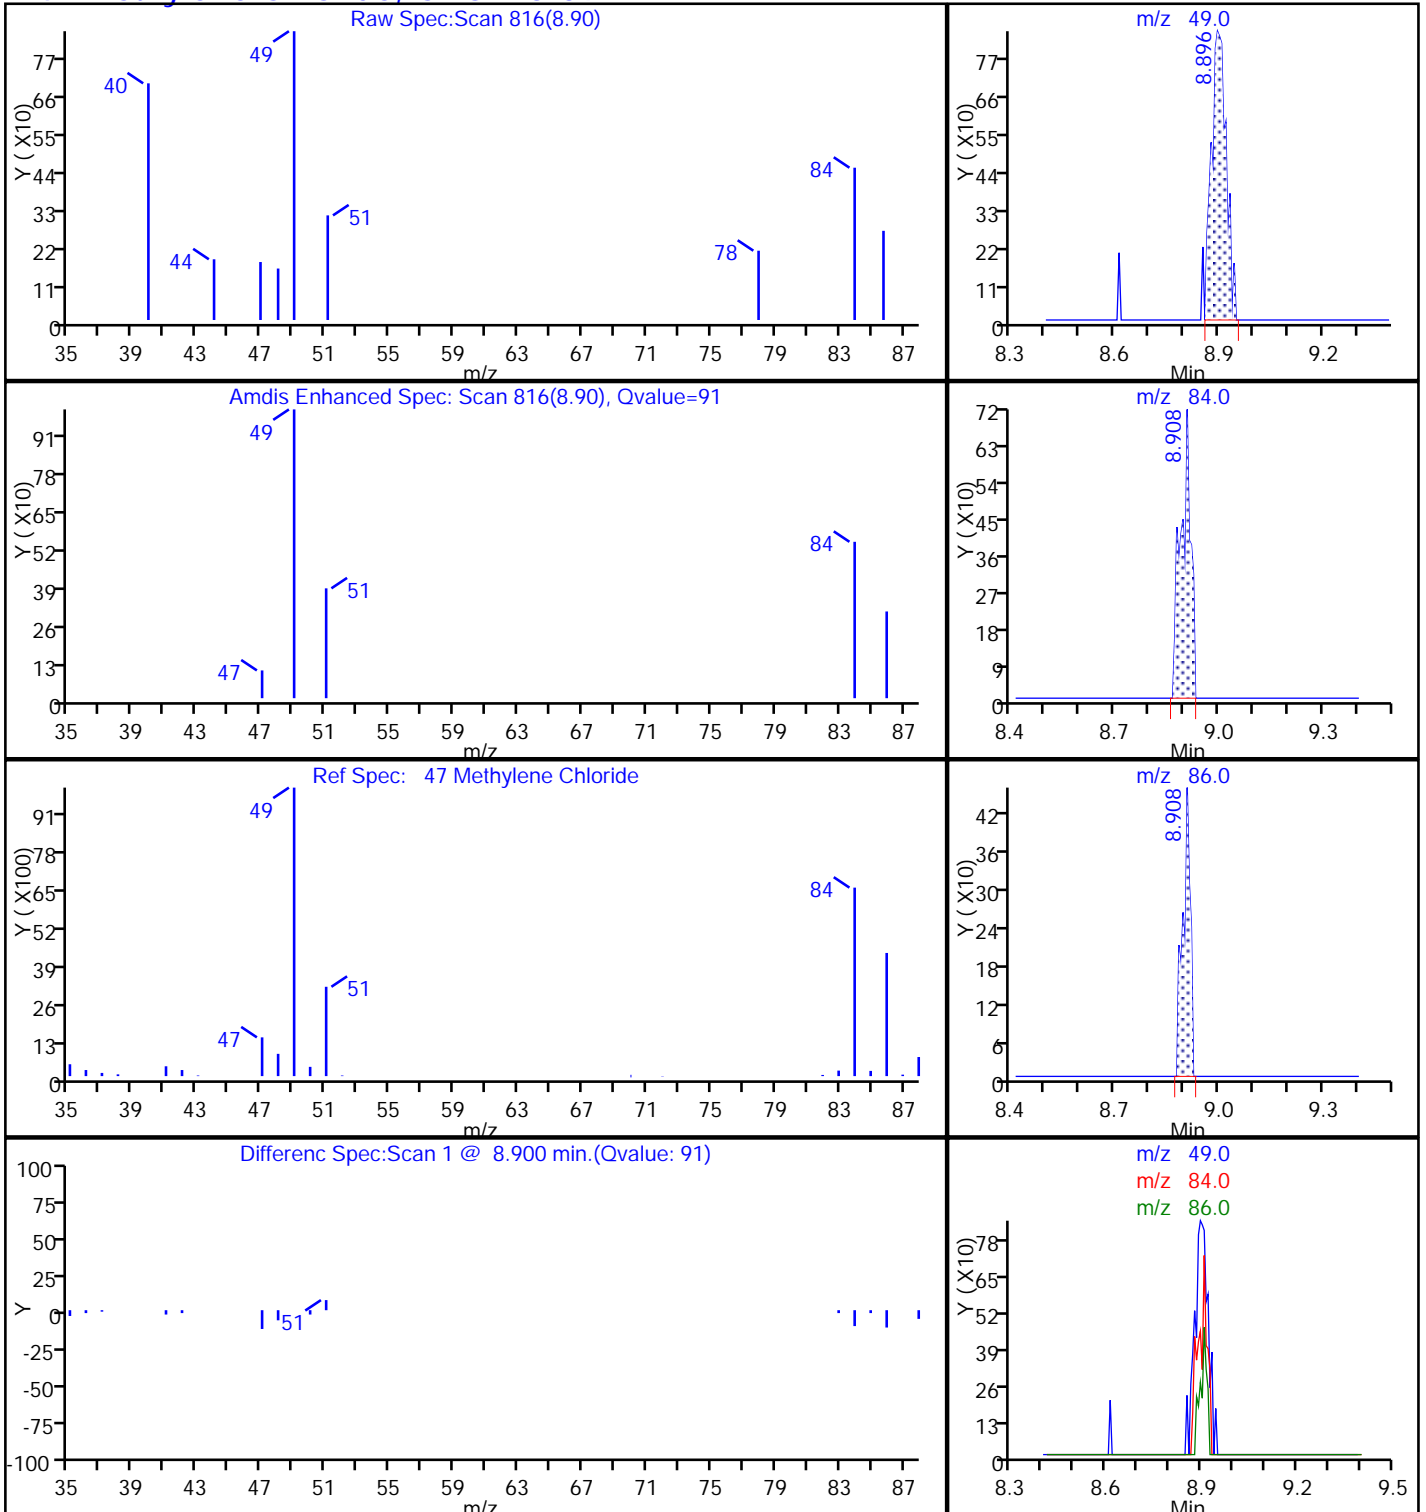 Raw Spec:Scan 816(8.90)
Y ( X10)
77
66
55
44
33
22
11
0
40
44
49
51
78
84
35 39 43 47 51 55 59 63 67 71 75 79 83 87
m/z
m/z 49.0
Y ( X10)
77
66
55
44
33
22
11
0
8.896
8.3 8.6 8.9 9.2
Min
Amdis Enhanced Spec: Scan 816(8.90), Qvalue=91
Y ( X10)
91
78
65
52
39
26
13
0
47
49
51
84
35 39 43 47 51 55 59 63 67 71 75 79 83 87
m/z
m/z 84.0
Y ( X10)
72
63
54
45
36
27
18
9
0
8.908
8.4 8.7 9.0 9.3
Min
Ref Spec: 47 Methylene Chloride
Y ( X100)
91
78
65
52
39
26
13
0
47
49
51
84
35 39 43 47 51 55 59 63 67 71 75 79 83 87
m/z
m/z 86.0
Y ( X10)
42
36
30
24
18
12
6
0
8.908
8.4 8.7 9.0 9.3
Min
Differenc Spec:Scan 1 @ 8.900 min.(Qvalue: 91)
Y
100
75
50
25
0
-25
-50
-75
-100
51
35 39 43 47 51 55 59 63 67 71 75 79 83 87
m/z
m/z 49.0
m/z 84.0
m/z 86.0
Y ( X10)
78
65
52
39
26
13
0
8.3 8.6 8.9 9.2 9.5
Min